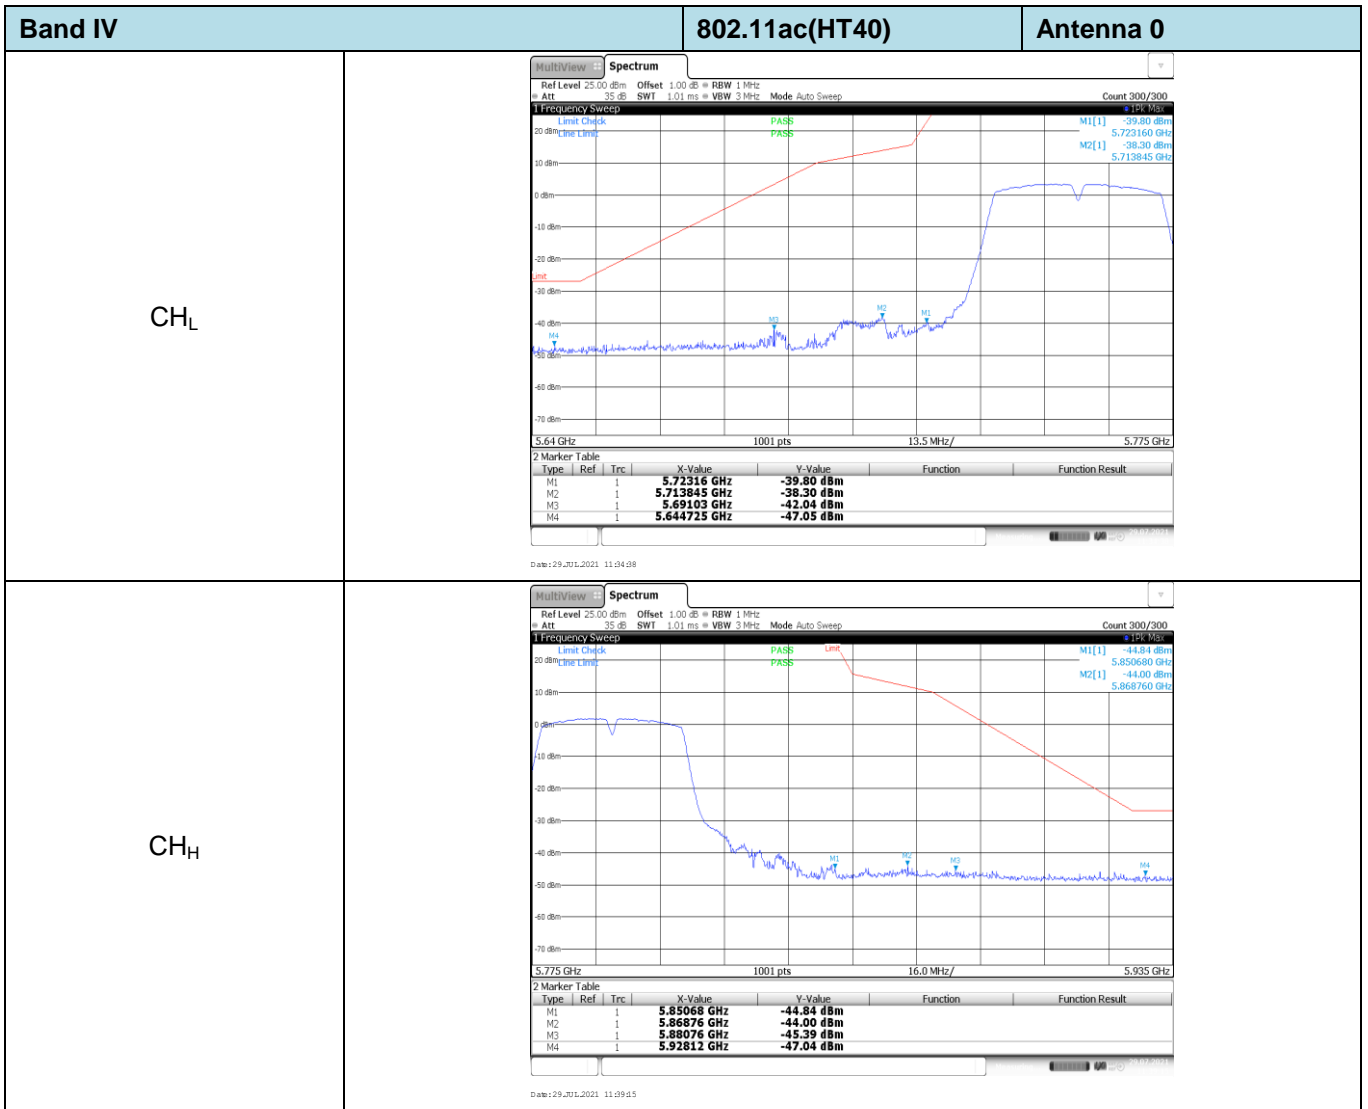 Band IV 802.11ac(HT40) Antenna 0
CHL
MultiView Spectrum
Ref Level 25.00 dBm Offset 1.00 dB RBW 1 MHz
Att 35 dB SWT 1.01 ms VBW 3 MHz Mode Auto Sweep Count 300/300
1 Frequency Sweep 1Pk Max
Limit Check PASS M1[1] -39.80 dBm
20 dBm Line Limit PASS 5.723160 GHz
M2[1] -38.30 dBm
5.713845 GHz
10 dBm
0 dBm
-10 dBm
-20 dBm
Limit
-30 dBm
M2
M1
M3
-40 dBm
M4
-50 dBm
-60 dBm
-70 dBm
5.64 GHz 1001 pts 13.5 MHz/ 5.775 GHz
2 Marker Table
Type Ref Trc X-Value Y-Value Function Function Result
M1 1 5.72316 GHz -39.80 dBm
M2 1 5.713845 GHz -38.30 dBm
M3 1 5.69103 GHz -42.04 dBm
M4 1 5.644725 GHz -47.05 dBm
Date: 29.JUL.2021 11:34:38
CHH
MultiView Spectrum
Ref Level 25.00 dBm Offset 1.00 dB RBW 1 MHz
Att 35 dB SWT 1.01 ms VBW 3 MHz Mode Auto Sweep Count 300/300
1 Frequency Sweep 1Pk Max
Limit Check PASS Limit M1[1] -44.84 dBm
20 dBm Line Limit PASS 5.850680 GHz
M2[1] -44.00 dBm
5.868760 GHz
10 dBm
0 dBm
-10 dBm
-20 dBm
-30 dBm
-40 dBm
M1 M2 M3 M4
-50 dBm
-60 dBm
-70 dBm
5.775 GHz 1001 pts 16.0 MHz/ 5.935 GHz
2 Marker Table
Type Ref Trc X-Value Y-Value Function Function Result
M1 1 5.85068 GHz -44.84 dBm
M2 1 5.86876 GHz -44.00 dBm
M3 1 5.88076 GHz -45.39 dBm
M4 1 5.92812 GHz -47.04 dBm
Date: 29.JUL.2021 11:39:15